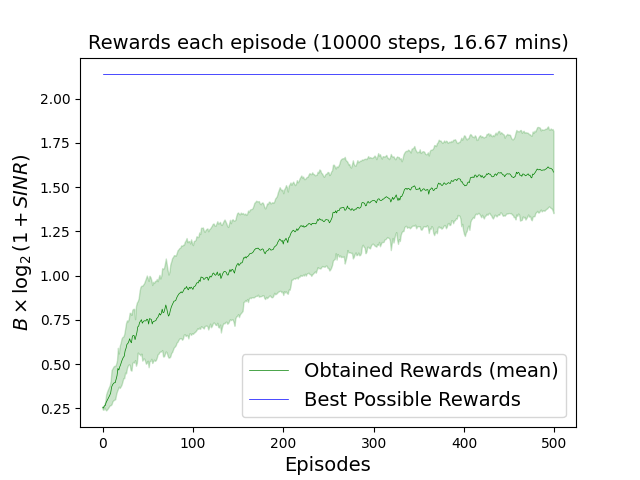 Rewards each episode (10000 steps, 16.67 mins)
2.00
1.75
1.50
1.25
1.00
0.75
0.50
0.25
B × log₂ (1 + SINR)
Obtained Rewards (mean)
Best Possible Rewards
0 100 200 300 400 500
Episodes